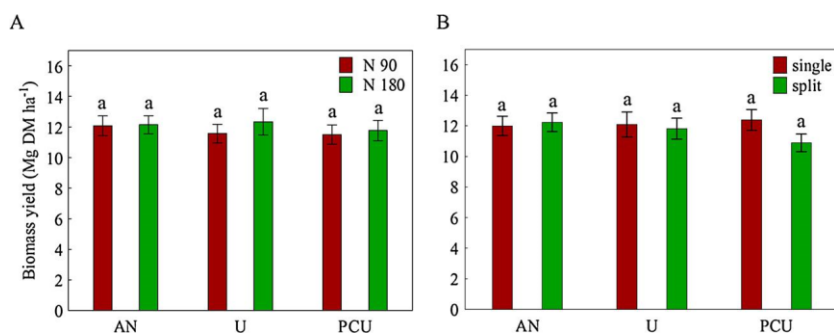 A
B
16
14
12
10
8
6
4
2
0
Biomass yield (Mg DM ha⁻¹)
N 90
N 180
a a a a a a
AN U PCU
16
14
12
10
8
6
4
2
0
single
split
a a a a a a
AN U PCU